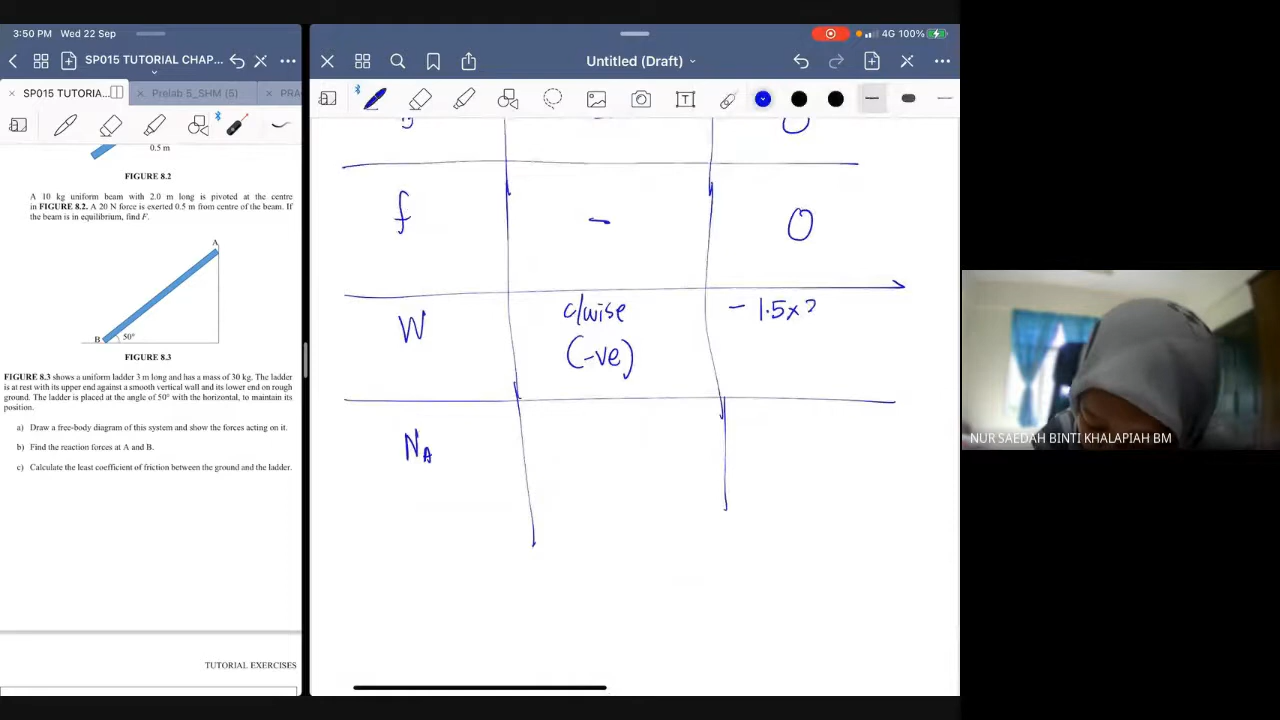 3:50 PM Wed 22 Sep
4G 100%
SP015 TUTORIAL CHAP...
Untitled (Draft)
SP015 TUTORIA...
Prelab 5_SHM (5)
PRA
0.5 m
FIGURE 8.2
A 10 kg uniform beam with 2.0 m long is pivoted at the centre
in FIGURE 8.2. A 20 N force is exerted 0.5 m from centre of the beam. If
the beam is in equilibrium, find F.
A
B
50°
FIGURE 8.3
FIGURE 8.3 shows a uniform ladder 3 m long and has a mass of 30 kg. The ladder
is at rest with its upper end against a smooth vertical wall and its lower end on rough
ground. The ladder is placed at the angle of 50° with the horizontal, to maintain its
position.
a) Draw a free-body diagram of this system and show the forces acting on it.
b) Find the reaction forces at A and B.
c) Calculate the least coefficient of friction between the ground and the ladder.
TUTORIAL EXERCISES
f - 0
W c/wise - 1.5x
(-ve)
NA
NUR SAEDAH BINTI KHALAPIAH BM